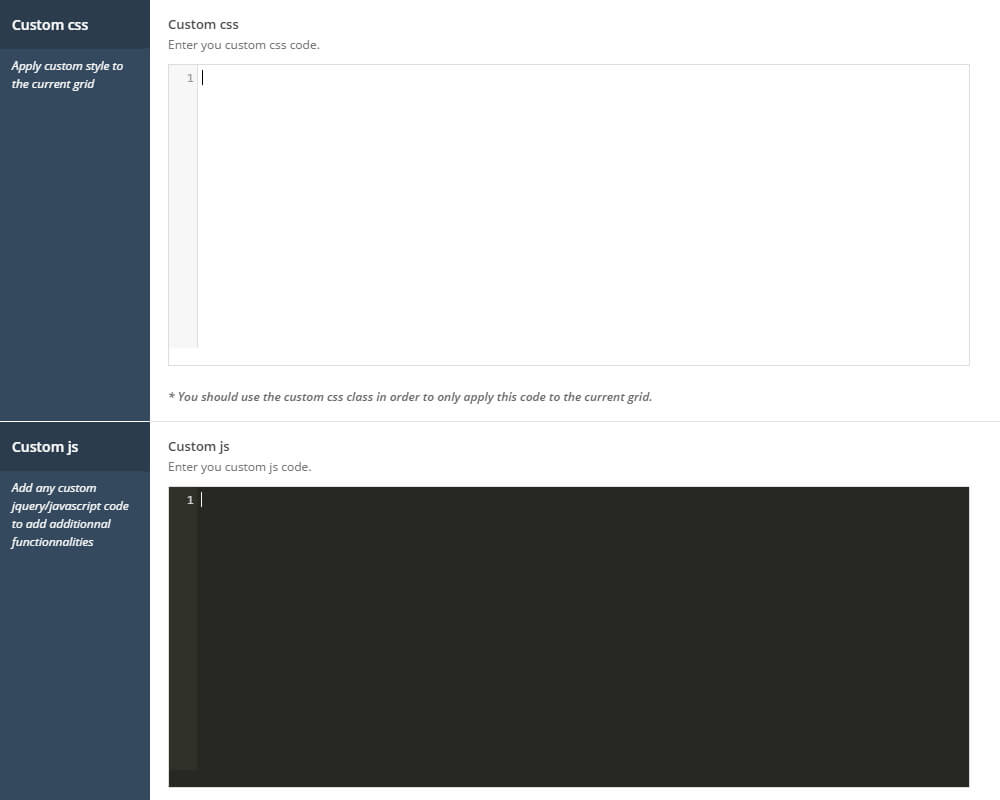 Custom css
Apply custom style to
the current grid
Custom css
Enter you custom css code.
1
* You should use the custom css class in order to only apply this code to the current grid.
Custom js
Add any custom
jquery/javascript code
to add additionnal
functionnalities
Custom js
Enter you custom js code.
1